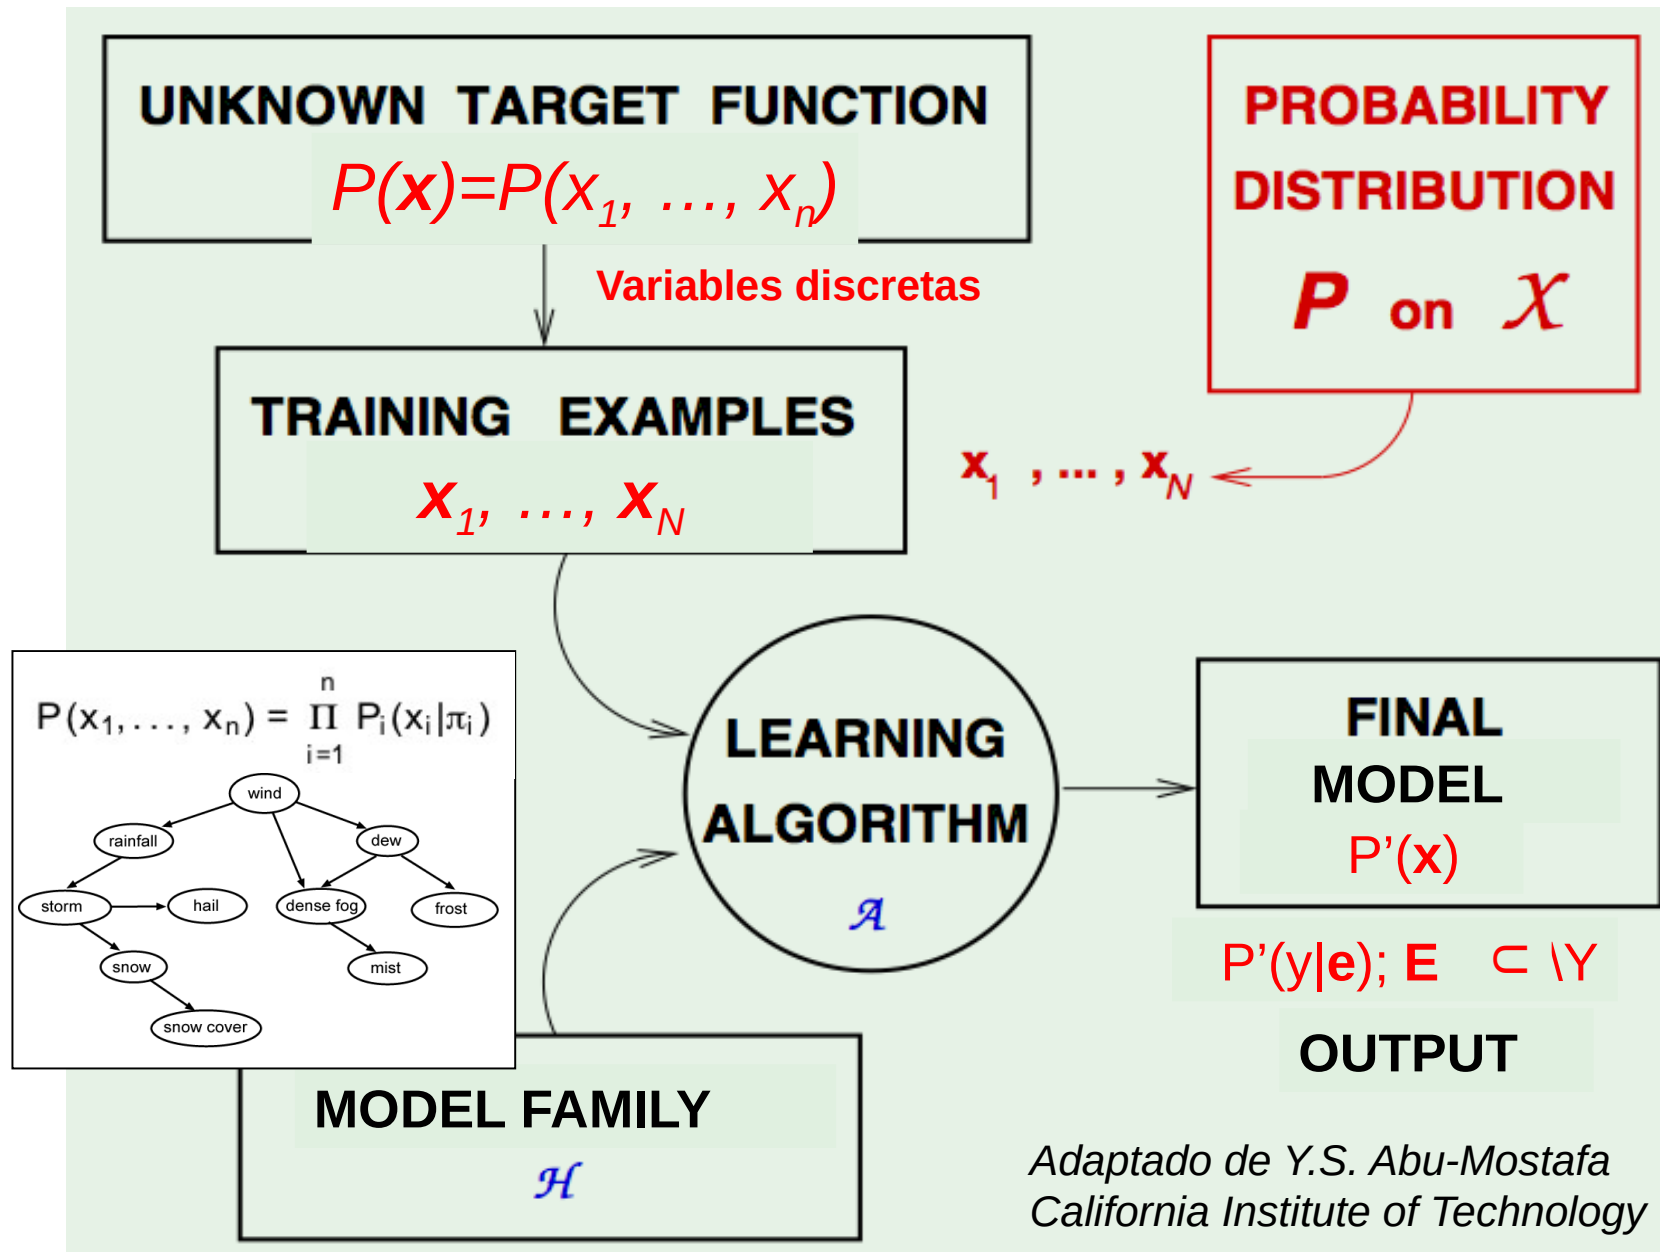 UNKNOWN TARGET FUNCTION
P(x)=P(x1, …, xn)
PROBABILITY
DISTRIBUTION
P on X
Variables discretas
TRAINING EXAMPLES
x1, …, xN
x1 , ... , xN
P(x1,..., xn) = n Π i=1 Pi(xi|πi)
wind
rainfall
dew
storm
hail
dense fog
frost
snow
mist
snow cover
LEARNING
ALGORITHM
A
FINAL
MODEL
P’(x)
P’(y|e); E ⊂ \Y
OUTPUT
MODEL FAMILY
H
Adaptado de Y.S. Abu-Mostafa
California Institute of Technology